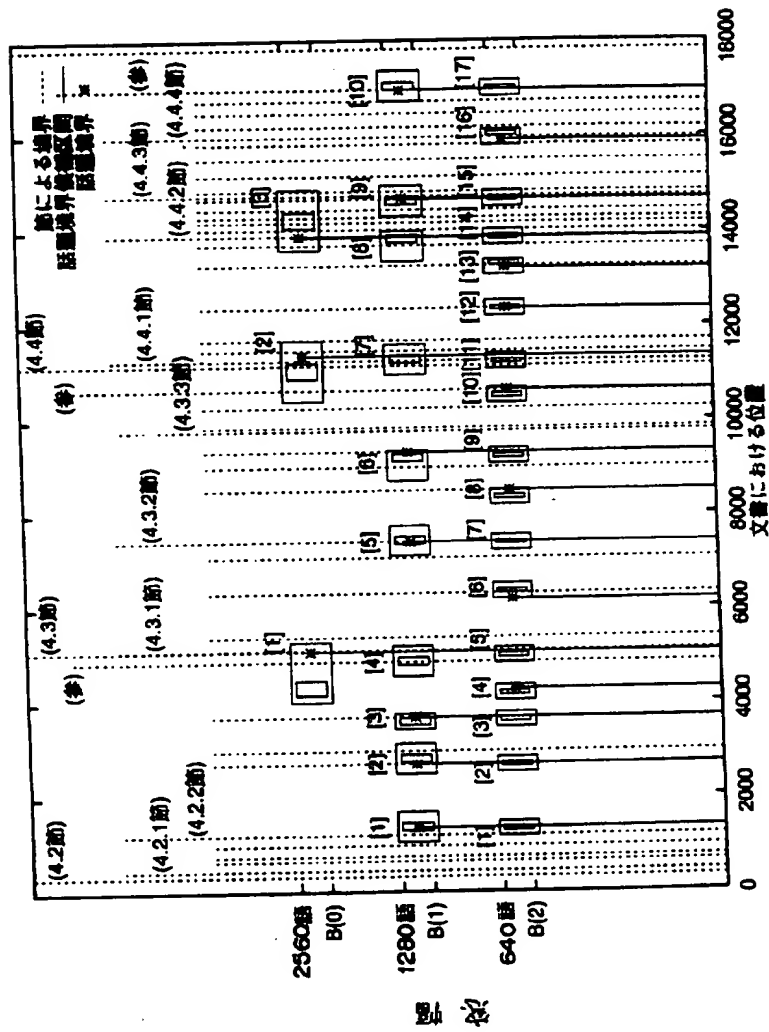 (4.2節)
(4.3節)
(4.4節)
節による境界
話題境界候補区間
話題境界
(参)
(参)
(参)
(4.2.1節)
(4.2.2節)
(4.3.1節)
(4.3.2節)
(4.3.3節)
(4.4.1節)
(4.4.2節)
(4.4.3節)
(4.4.4節)
2560語
B(0)
[1]
[2]
[3]
1280語
B(1)
[1]
[2]
[3]
[4]
[5]
[6]
[7]
[8]
[9]
[10]
640語
B(2)
[1]
[2]
[3]
[4]
[5]
[6]
[7]
[8]
[9]
[10]
[11]
[12]
[13]
[14]
[15]
[16]
[17]
0
2000
4000
6000
8000
10000
12000
14000
16000
18000
文書における位置